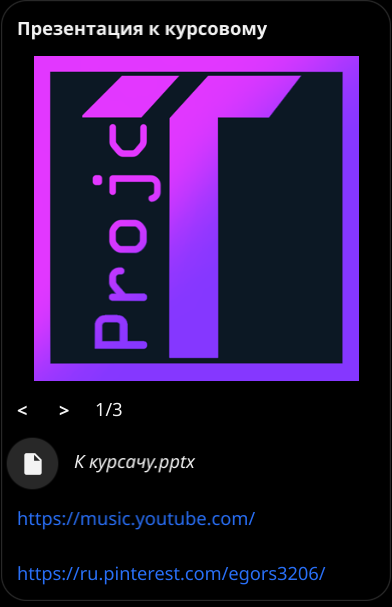 Презентация к курсовому
Projc
< > 1/3
К курсачу.pptx
https://music.youtube.com/
https://ru.pinterest.com/egors3206/